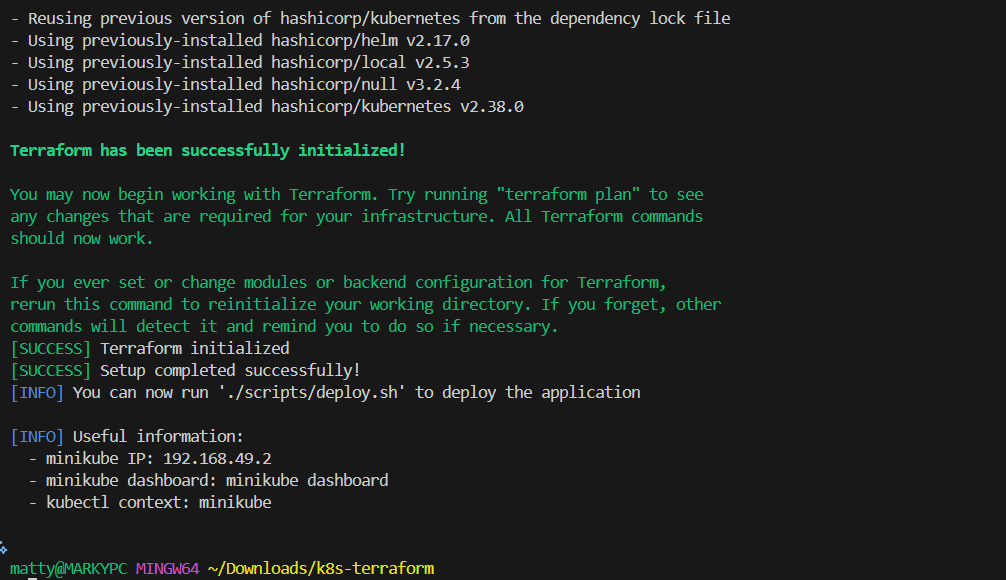 - Reusing previous version of hashicorp/kubernetes from the dependency lock file
- Using previously-installed hashicorp/helm v2.17.0
- Using previously-installed hashicorp/local v2.5.3
- Using previously-installed hashicorp/null v3.2.4
- Using previously-installed hashicorp/kubernetes v2.38.0
Terraform has been successfully initialized!
You may now begin working with Terraform. Try running "terraform plan" to see
any changes that are required for your infrastructure. All Terraform commands
should now work.
If you ever set or change modules or backend configuration for Terraform,
rerun this command to reinitialize your working directory. If you forget, other
commands will detect it and remind you to do so if necessary.
[SUCCESS] Terraform initialized
[SUCCESS] Setup completed successfully!
[INFO] You can now run './scripts/deploy.sh' to deploy the application
[INFO] Useful information:
- minikube IP: 192.168.49.2
- minikube dashboard: minikube dashboard
- kubectl context: minikube
matty@MARKYPC MINGW64 ~/Downloads/k8s-terraform